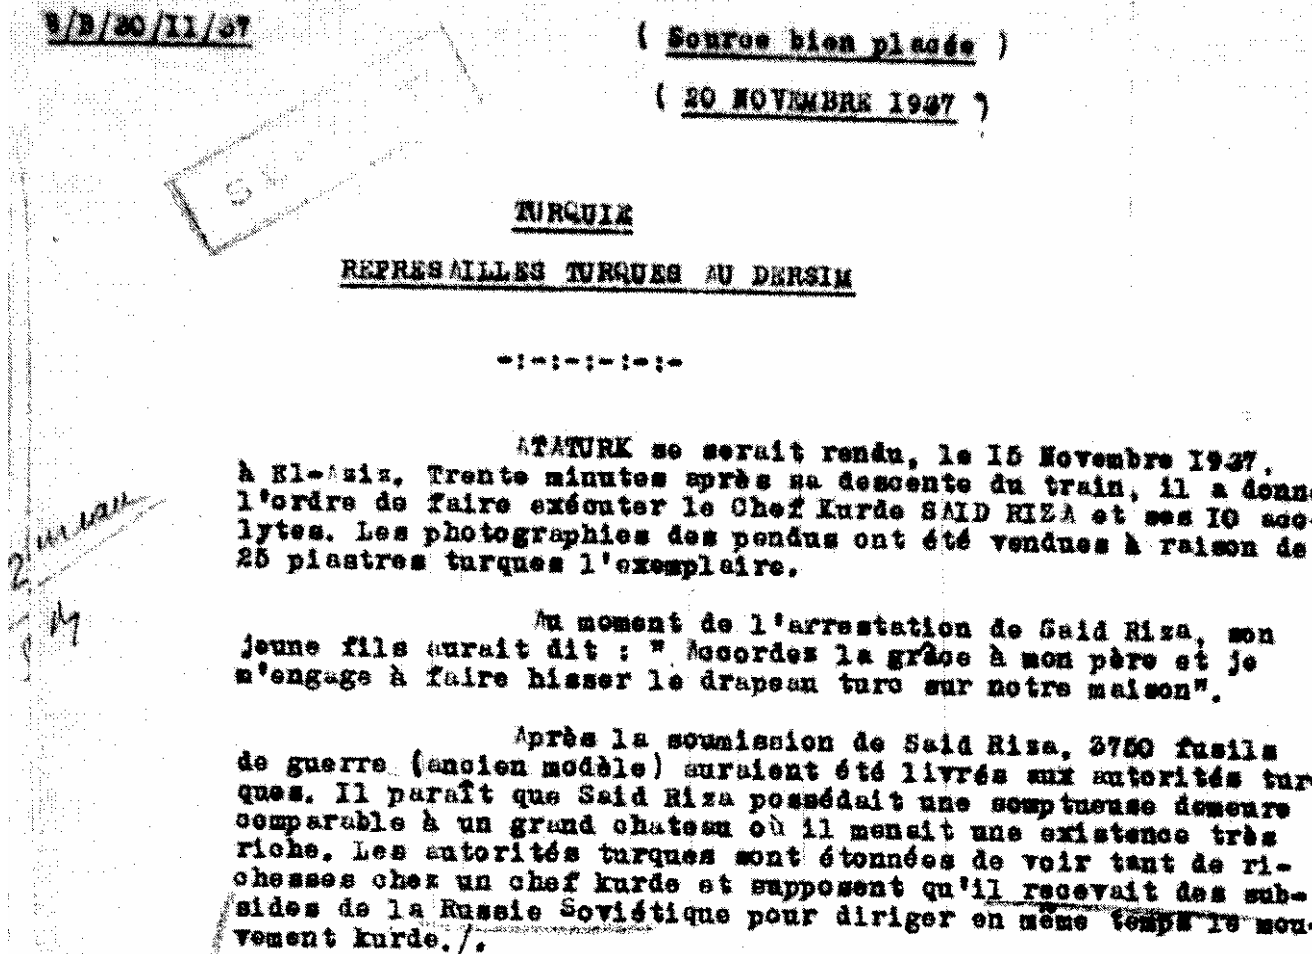 ( Source bien placée )
( 20 NOVEMBRE 1937 )
TURQUIE
REPRESAILLES TURQUES AU DERSIM
-:-:-:-:-:-
ATATURK se serait rendu, le I5 Novembre I937,
à El-Aziz. Trente minutes après sa descente du train, il a donné
l'ordre de faire exécuter le Chef Kurde SAID RIZA et ses IO aco-
lytes. Les photographies des pendus ont été vendues à raison de
25 piastres turques l'exemplaire.
Au moment de l'arrestation de Said Riza, son
jeune fils aurait dit : " Accordez la grâce à mon père et je
m'engage à faire hisser le drapeau turc sur notre maison".
Après la soumission de Said Riza, 3750 fusils
de guerre (ancien modèle) auraient été livrés aux autorités tur
ques. Il paraît que Said Riza possédait une somptueuse demeure
comparable à un grand chateau où il menait une existence très
riche. Les autorités turques sont étonnées de voir tant de ri-
chesses chez un chef kurde et supposent qu'il recevait des sub-
sides de la Russie Soviétique pour diriger en même temps le mou-
vement kurde./.